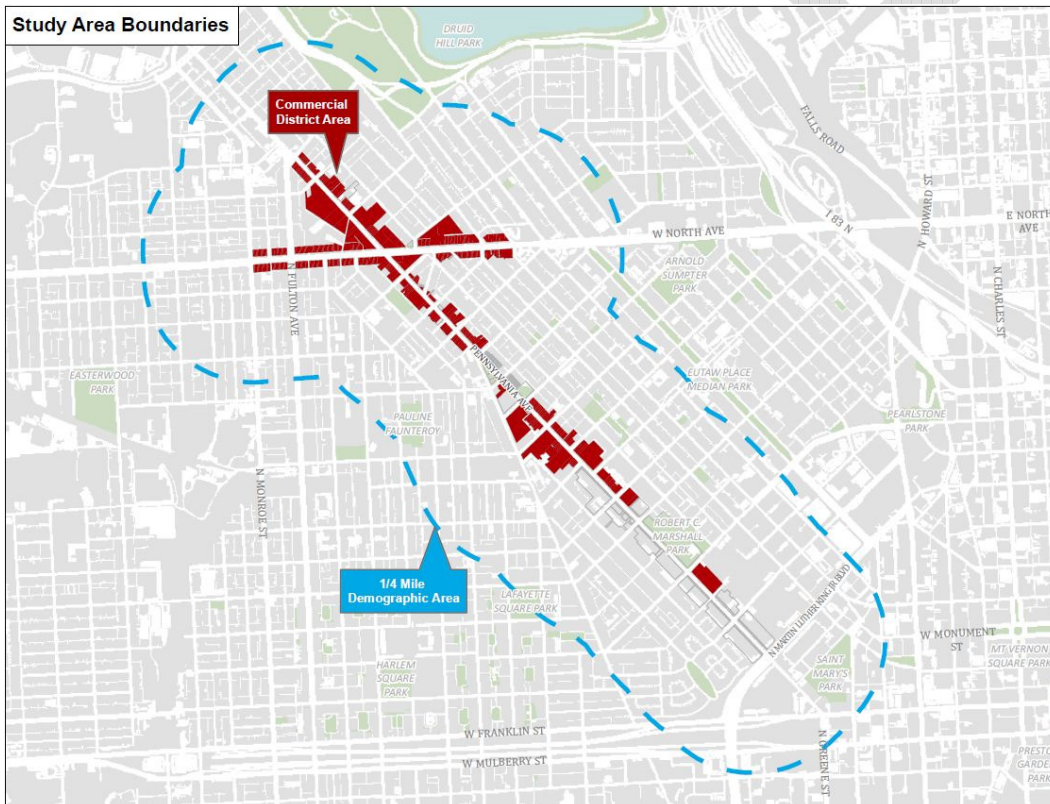 Study Area Boundaries
DRUID
HILL PARK
Commercial
District Area
FALLS ROAD
I 83 N
N HOWARD ST
E NORTH
AVE
W NORTH AVE
ARNOLD
SUMPTER
PARK
N CHARLES ST
N FULTON AVE
PENNSYLVANIA AVE
EASTERWOOD
PARK
EUTAW PLACE
MEDIAN PARK
PAULINE
FAUNTEROY
PEARLSTONE
PARK
N MONROE ST
ROBERT C.
MARSHALL
PARK
1/4 Mile
Demographic Area
LAFAYETTE
SQUARE PARK
N MARTIN LUTHER KING JR BLVD
W MONUMENT
ST
MT VERNON
SQUARE PARK
HARLEM
SQUARE
PARK
SAINT
MARY'S
PARK
W FRANKLIN ST
W MULBERRY ST
N GREENE ST
PRESTO
GARDE
PARK